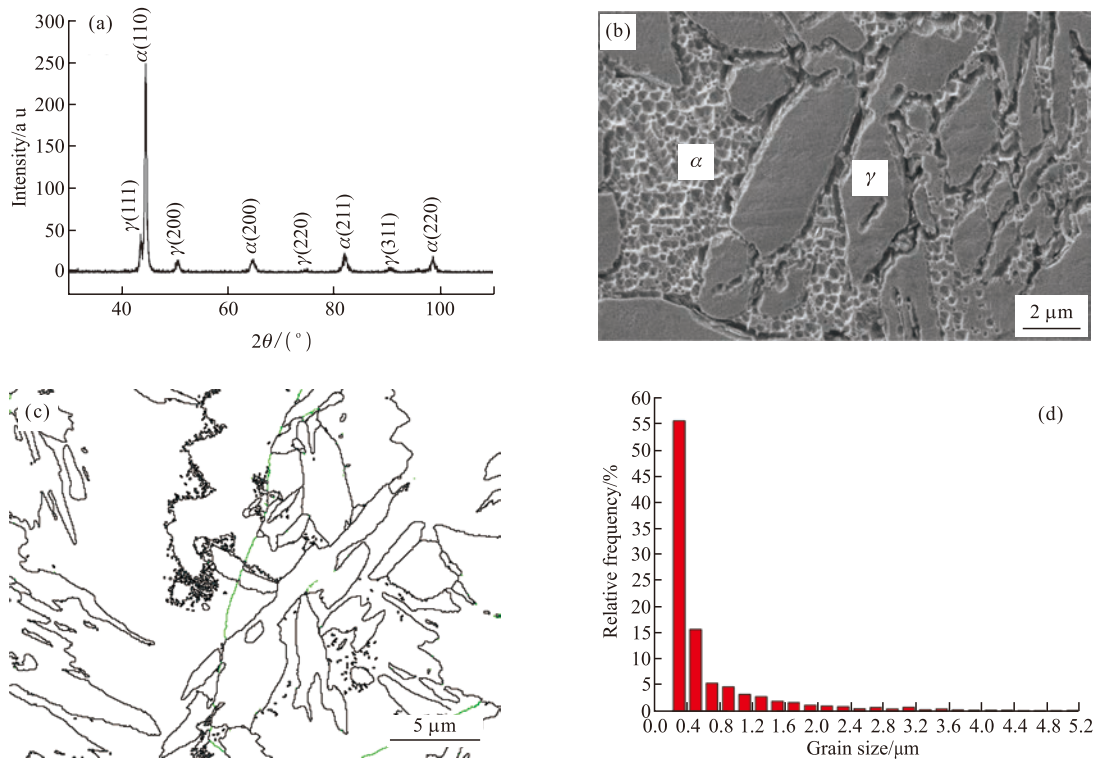 (a)
300
250
200
150
100
50
0
Intensity/a u
γ(111)
α(110)
γ(200)
α(200)
γ(220)
α(211)
γ(311)
α(220)
40 60 80 100
2θ/(°)
(b)
α
γ
2 μm
(c)
5 μm
(d)
60
55
50
45
40
35
30
25
20
15
10
5
0
Relative frequency/%
0.0 0.4 0.8 1.2 1.6 2.0 2.4 2.8 3.2 3.6 4.0 4.4 4.8 5.2
Grain size/μm